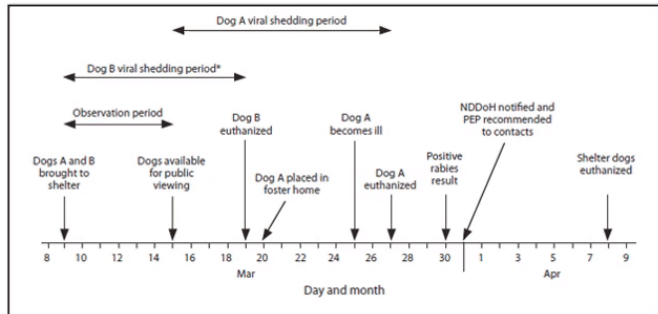 Dog A viral shedding period
Dog B viral shedding period*
Observation period
Dogs A and B
brought to
shelter
Dogs available
for public
viewing
Dog B
euthanized
Dog A placed in
foster home
Dog A
becomes ill
Dog A
euthanized
Positive
rabies
result
NDDoH notified and
PEP recommended
to contacts
Shelter dogs
euthanized
8 10 12 14 15 16 18 20 22 24 26 28 30 1 3 5 7 9
Mar Apr
Day and month